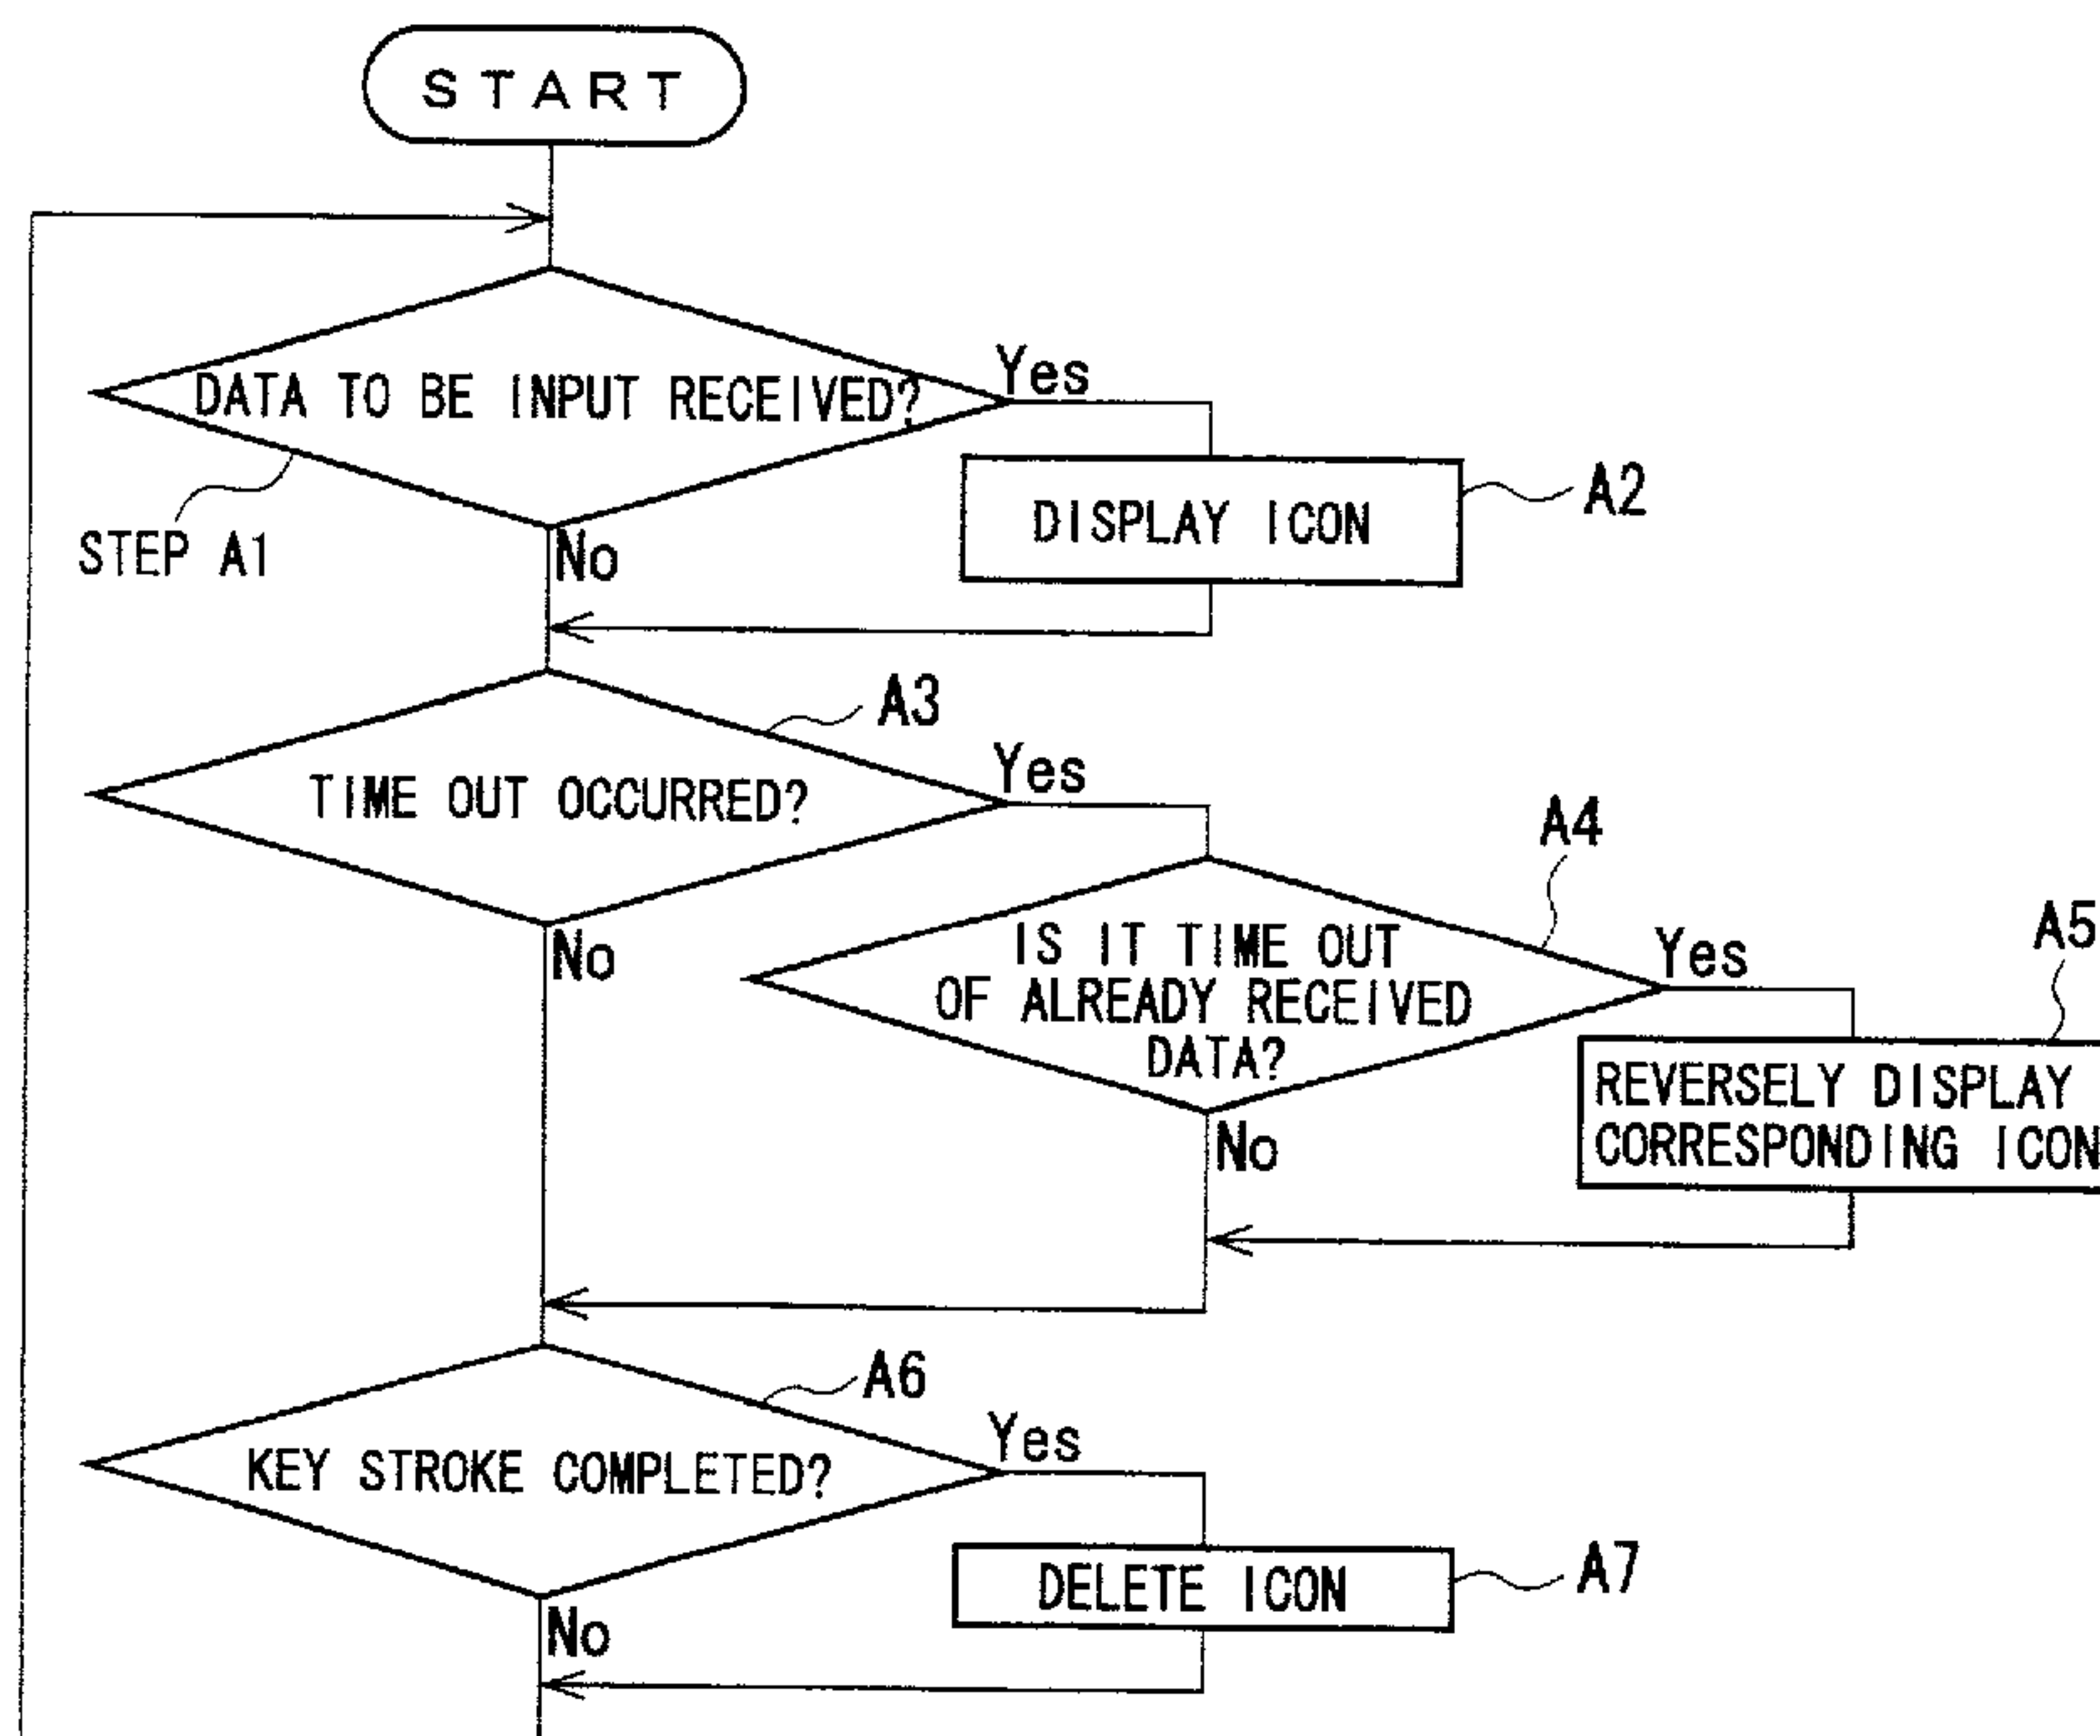 START
DATA TO BE INPUT RECEIVED?
Yes
STEP A1
No
DISPLAY ICON
A2
A3
TIME OUT OCCURRED?
Yes
No
A4
IS IT TIME OUT
OF ALREADY RECEIVED
DATA?
Yes
No
A5
REVERSELY DISPLAY
CORRESPONDING ICON
A6
KEY STROKE COMPLETED?
Yes
No
DELETE ICON
A7